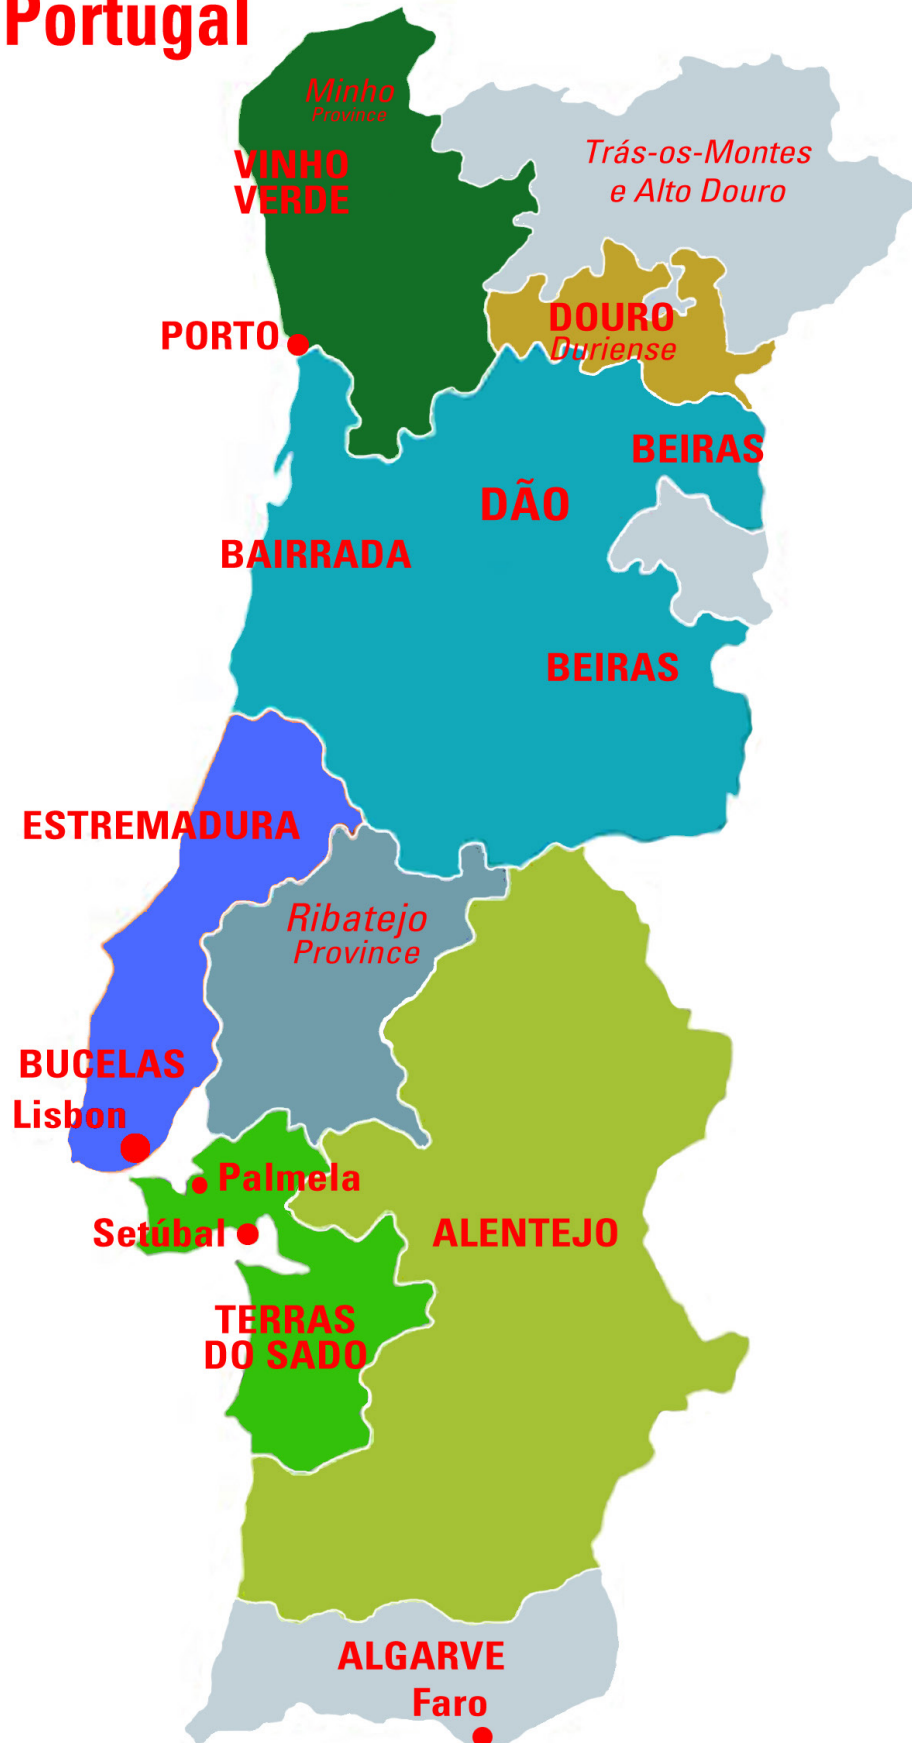 Portugal
Minho
Province
VINHO
VERDE
Trás-os-Montes
e Alto Douro
PORTO
DOURO
Duriense
BEIRAS
DÃO
BAIRRADA
BEIRAS
ESTREMADURA
Ribatejo
Province
BUCELAS
Lisbon
Palmela
Setúbal
ALENTEJO
TERRAS
DO SADO
ALGARVE
Faro